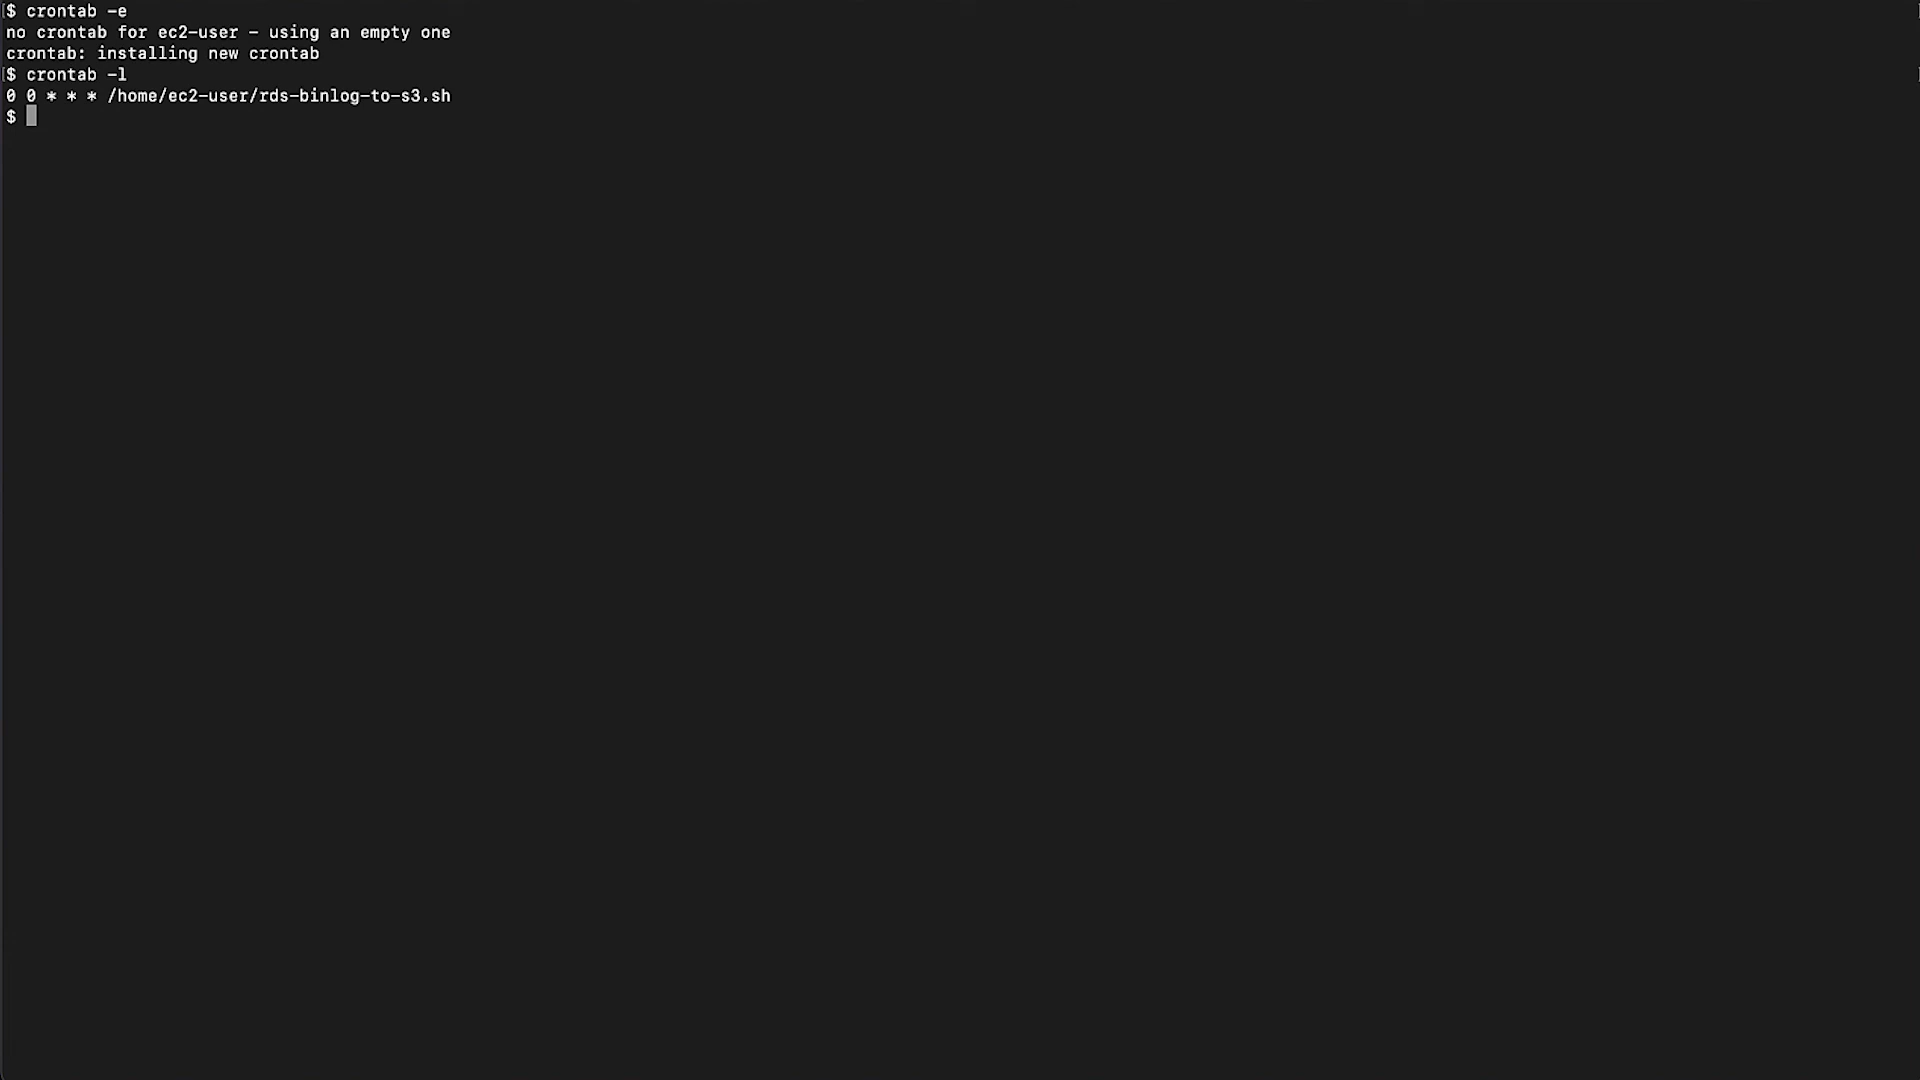 [$ crontab -e
no crontab for ec2-user - using an empty one
crontab: installing new crontab
[$ crontab -l
0 0 * * * /home/ec2-user/rds-binlog-to-s3.sh
$